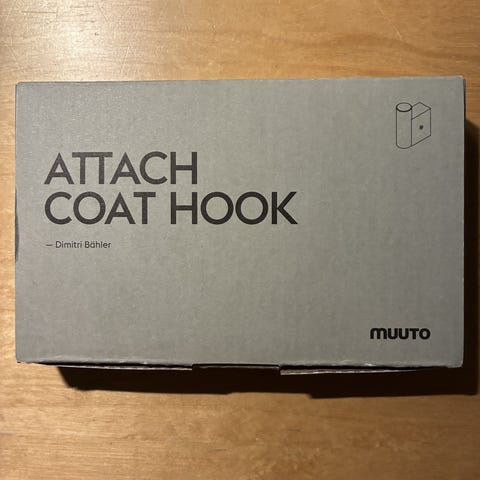 ATTACH
COAT HOOK
— Dimitri Bähler
muuto